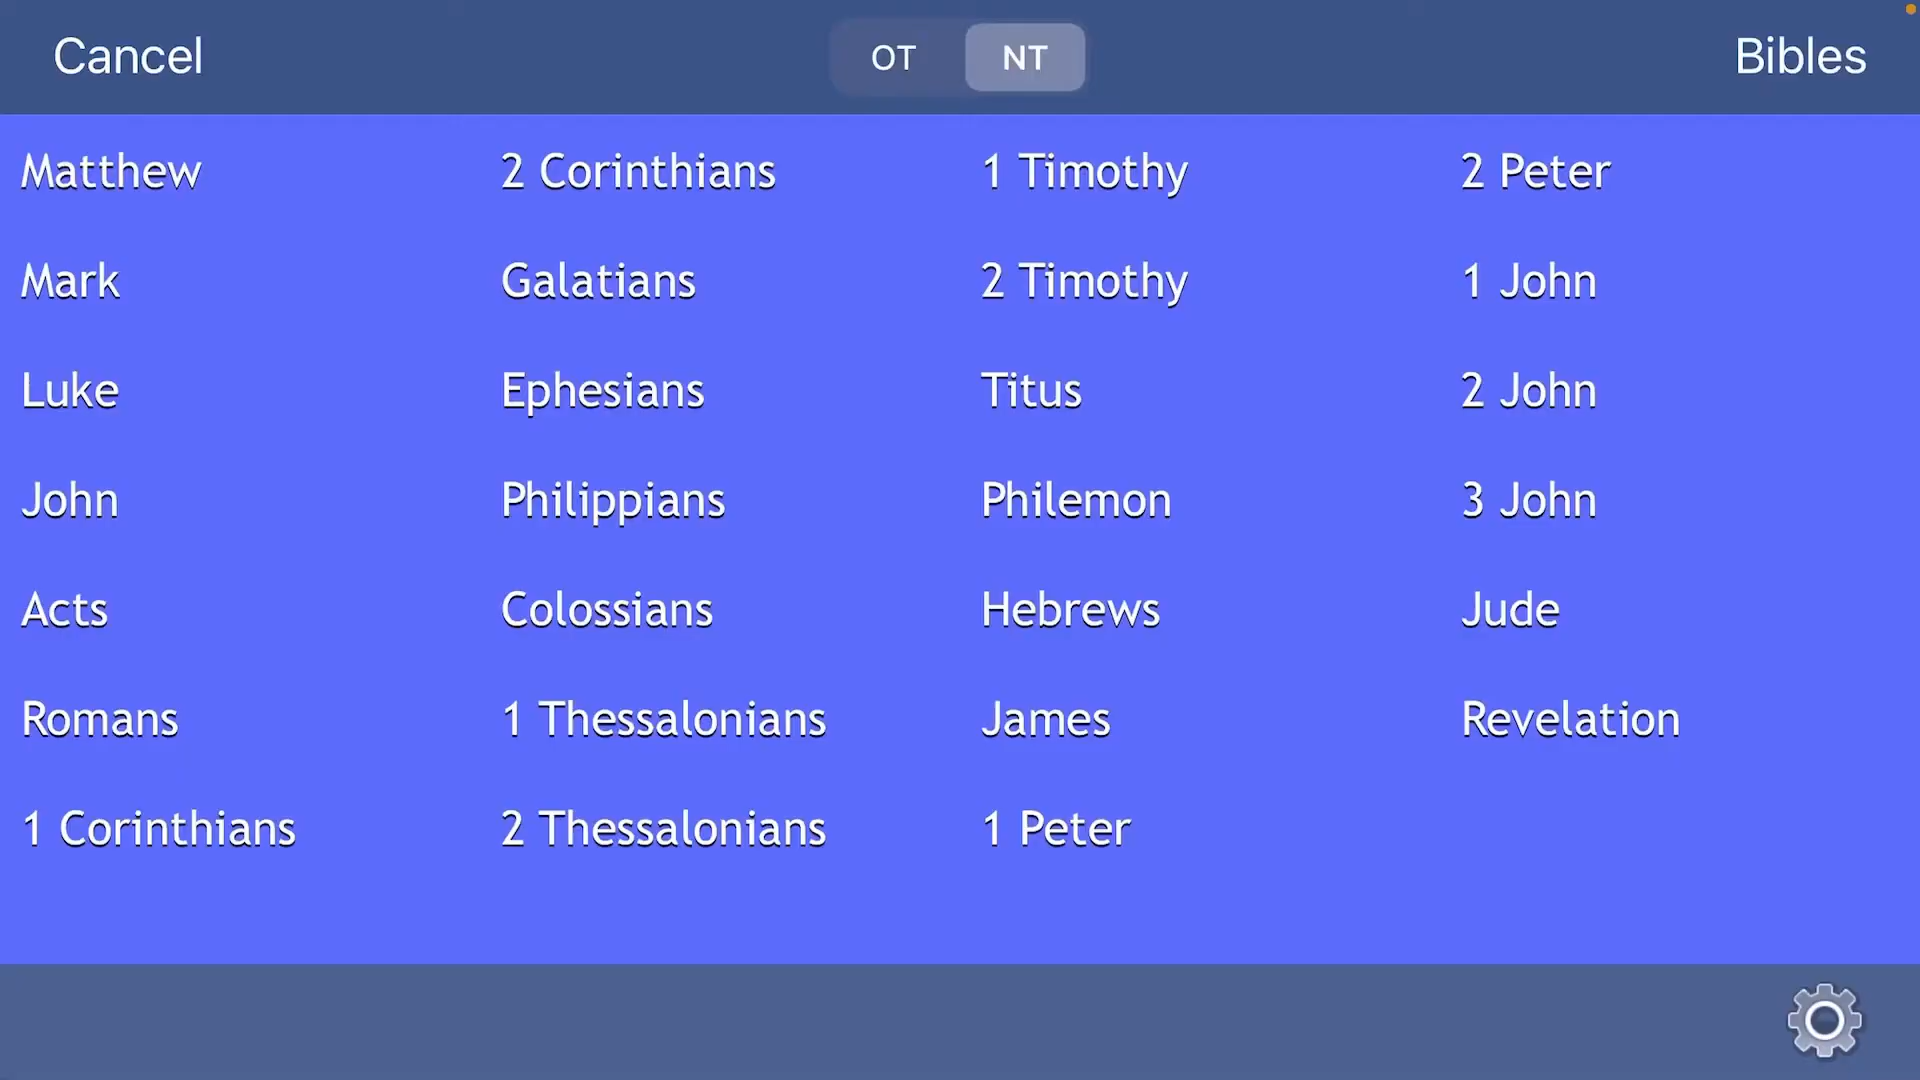 Cancel
OT
NT
Bibles
Matthew
Mark
Luke
John
Acts
Romans
1 Corinthians
2 Corinthians
Galatians
Ephesians
Philippians
Colossians
1 Thessalonians
2 Thessalonians
1 Timothy
2 Timothy
Titus
Philemon
Hebrews
James
1 Peter
2 Peter
1 John
2 John
3 John
Jude
Revelation